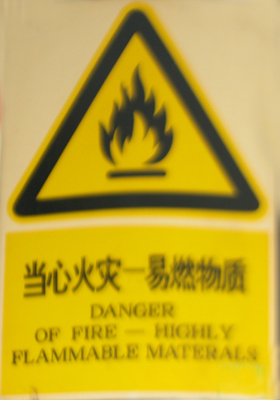 当心火灾—易燃物质
DANGER
OF FIRE — HIGHLY
FLAMMABLE MATERALS